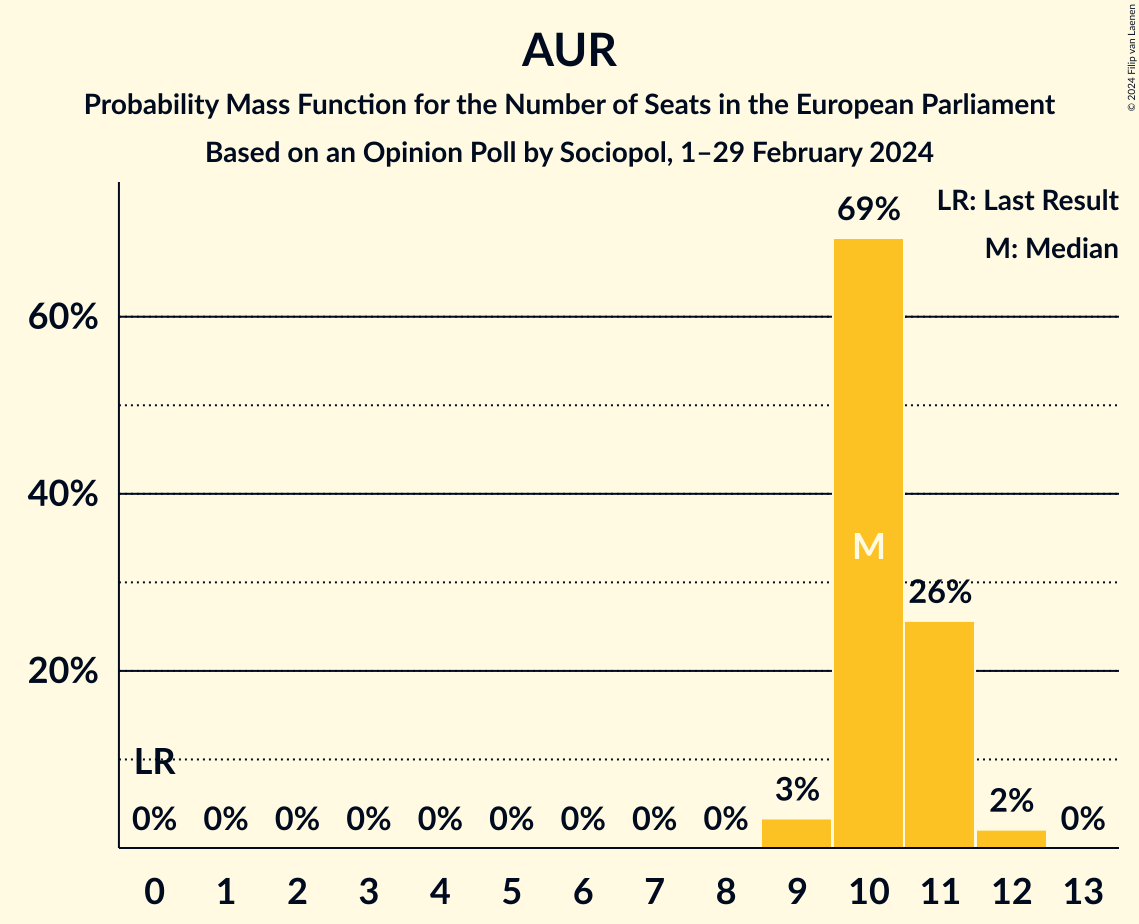 AUR
Probability Mass Function for the Number of Seats in the European Parliament
Based on an Opinion Poll by Sociopol, 1–29 February 2024
© 2024 Filip van Laenen
LR: Last Result
M: Median
69%
60%
40%
M
26%
20%
LR
0% 0% 0% 0% 0% 0% 0% 0% 0% 3% 2% 0%
0 1 2 3 4 5 6 7 8 9 10 11 12 13